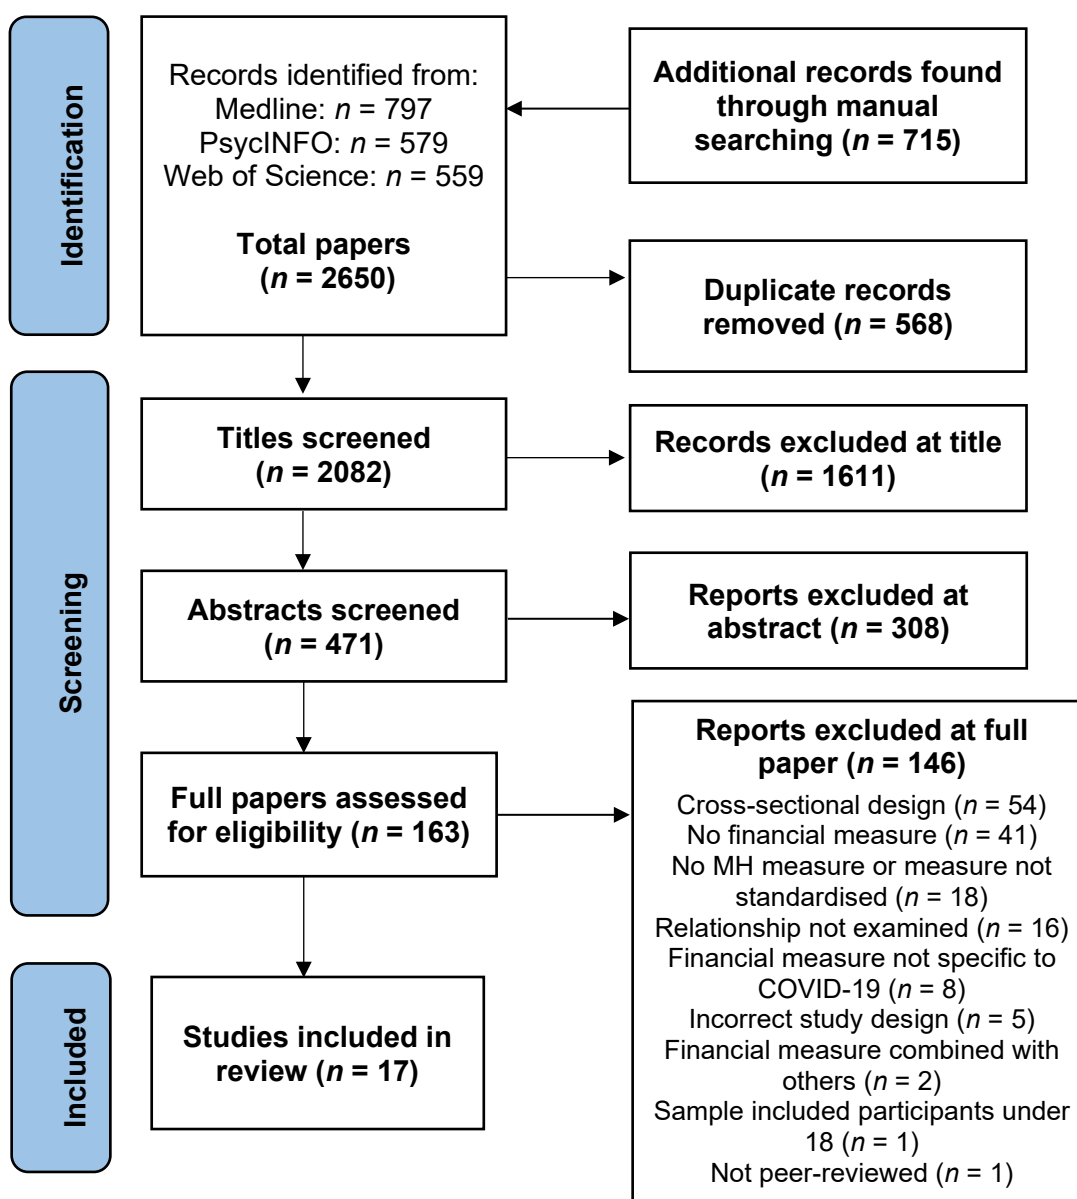 Identification
Records identified from:
Medline: n = 797
PsycINFO: n = 579
Web of Science: n = 559
Total papers
(n = 2650)
Additional records found
through manual
searching (n = 715)
Duplicate records
removed (n = 568)
Screening
Titles screened
(n = 2082)
Records excluded at title
(n = 1611)
Abstracts screened
(n = 471)
Reports excluded at
abstract (n = 308)
Full papers assessed
for eligibility (n = 163)
Reports excluded at full
paper (n = 146)
Cross-sectional design (n = 54)
No financial measure (n = 41)
No MH measure or measure not
standardised (n = 18)
Relationship not examined (n = 16)
Financial measure not specific to
COVID-19 (n = 8)
Incorrect study design (n = 5)
Financial measure combined with
others (n = 2)
Sample included participants under
18 (n = 1)
Not peer-reviewed (n = 1)
Included
Studies included in
review (n = 17)